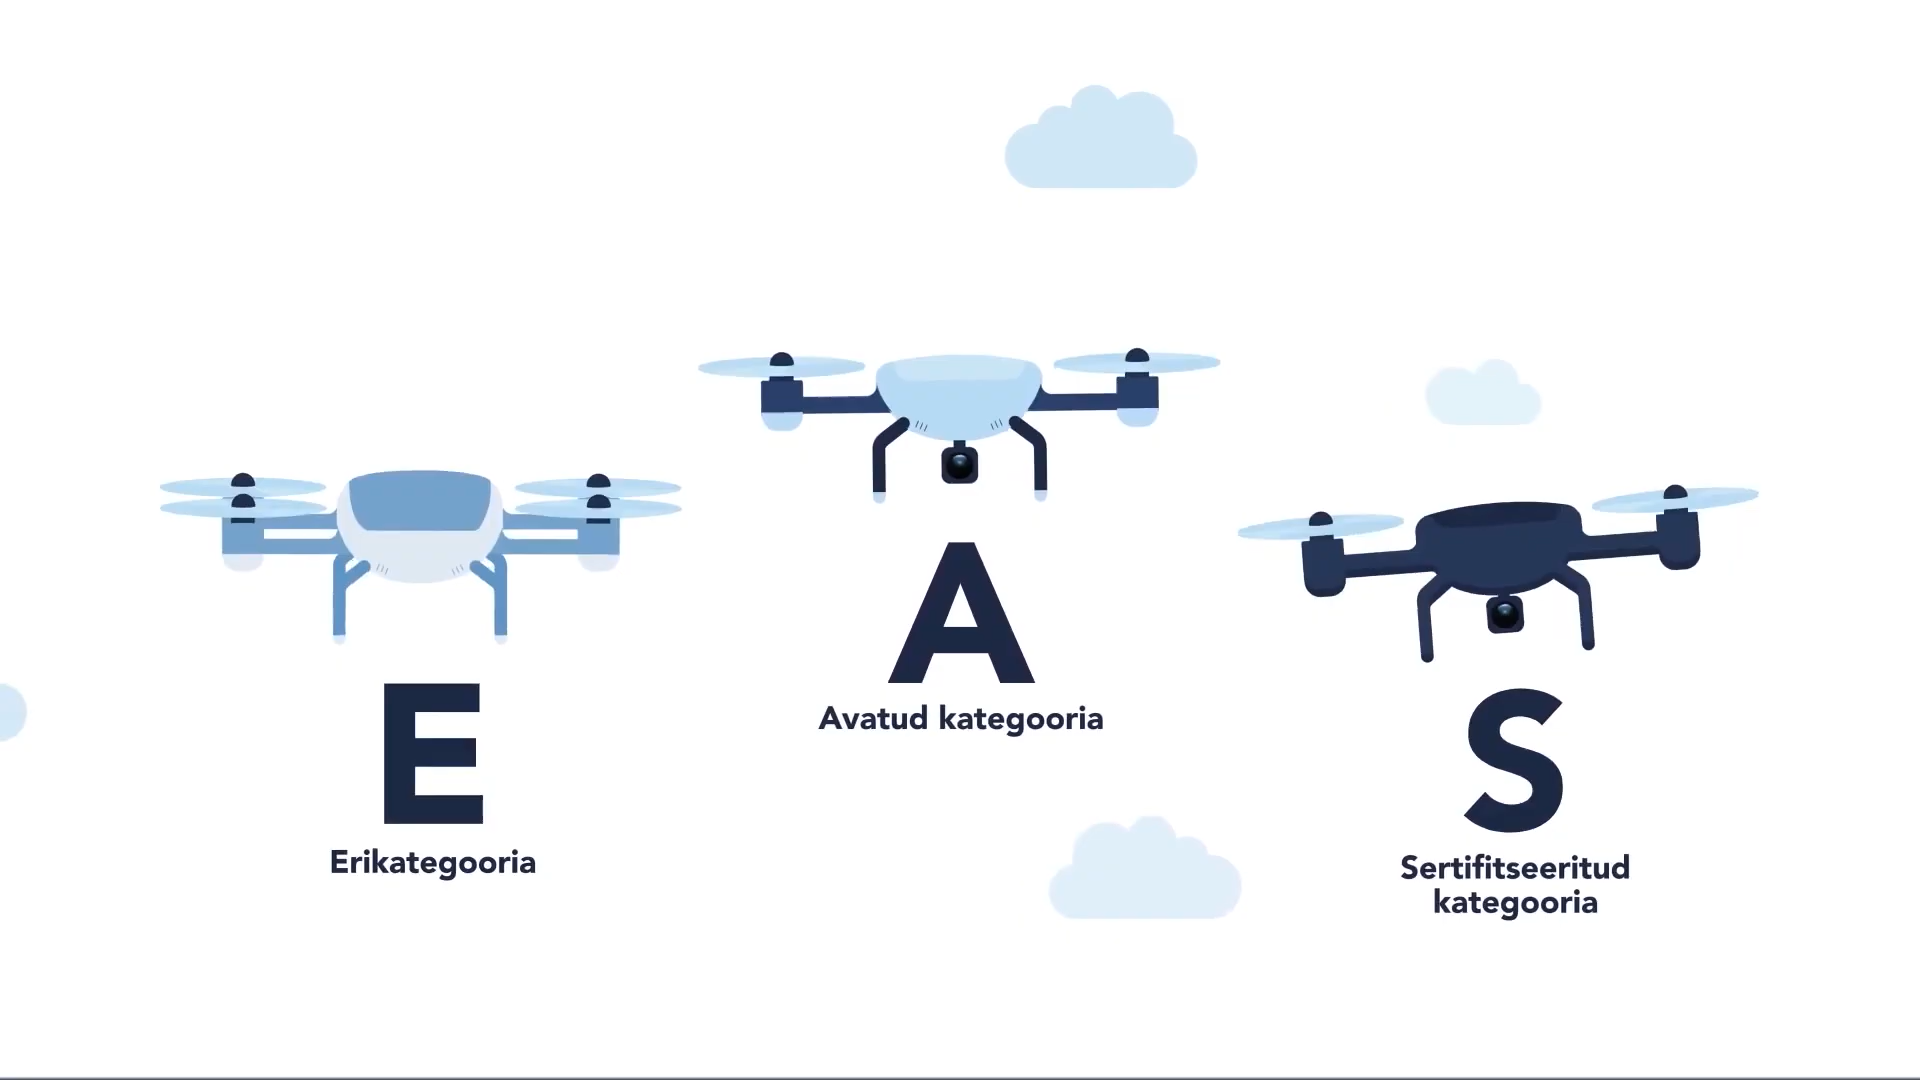 E
Erikategooria
A
Avatud kategooria
S
Sertifitseeritud
kategooria